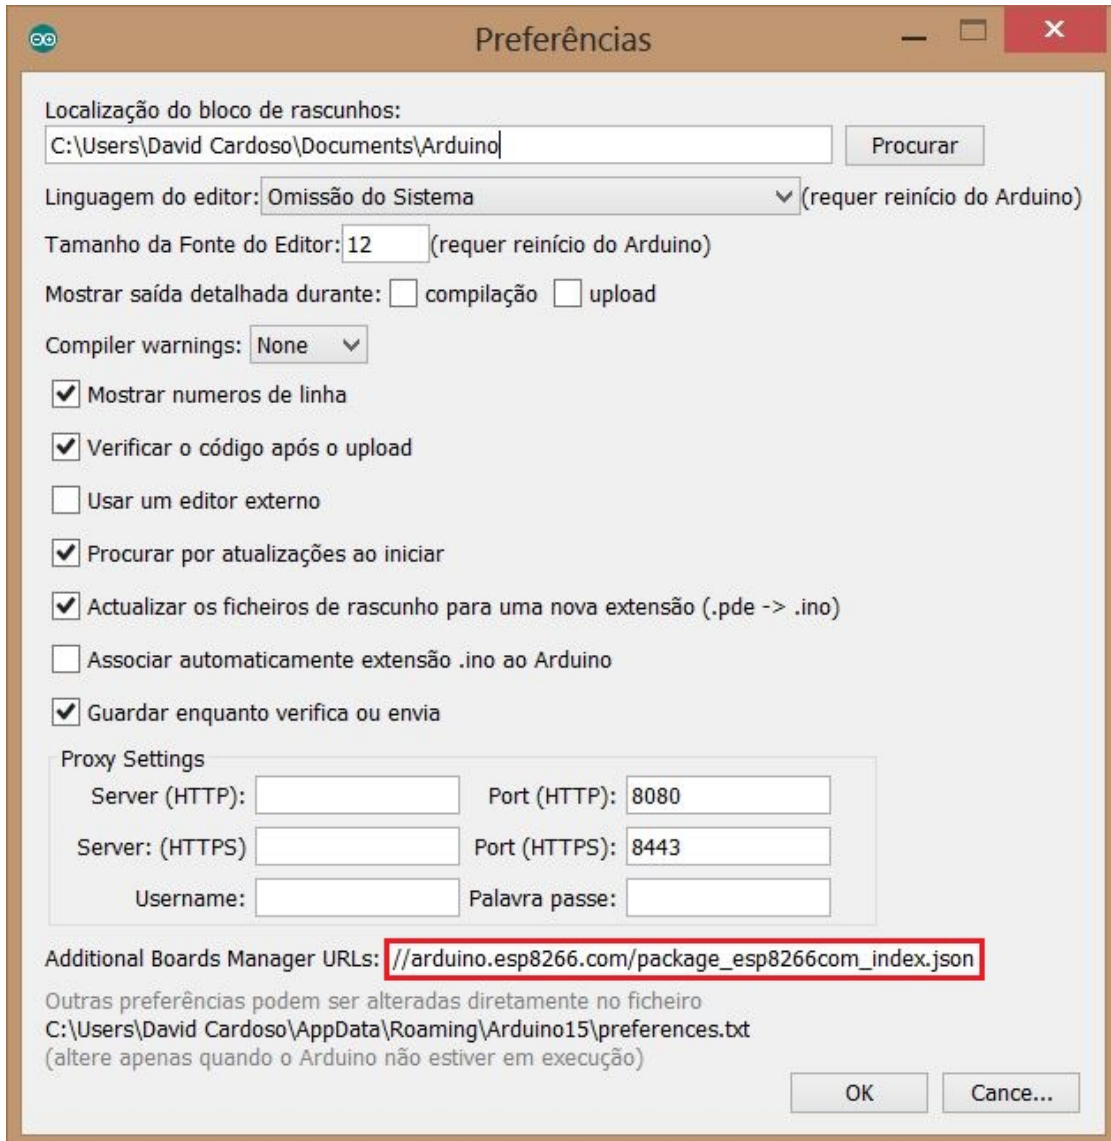 Preferências
Localização do bloco de rascunhos:
C:\Users\David Cardoso\Documents\Arduino
Procurar
Linguagem do editor: Omissão do Sistema (requer reinício do Arduino)
Tamanho da Fonte do Editor: 12 (requer reinício do Arduino)
Mostrar saída detalhada durante: compilação upload
Compiler warnings: None
Mostrar numeros de linha
Verificar o código após o upload
Usar um editor externo
Procurar por atualizações ao iniciar
Actualizar os ficheiros de rascunho para uma nova extensão (.pde -> .ino)
Associar automaticamente extensão .ino ao Arduino
Guardar enquanto verifica ou envia
Proxy Settings
Server (HTTP): Port (HTTP): 8080
Server: (HTTPS) Port (HTTPS): 8443
Username: Palavra passe:
Additional Boards Manager URLs: //arduino.esp8266.com/package_esp8266com_index.json
Outras preferências podem ser alteradas diretamente no ficheiro
C:\Users\David Cardoso\AppData\Roaming\Arduino15\preferences.txt
(altere apenas quando o Arduino não estiver em execução)
OK Cance...